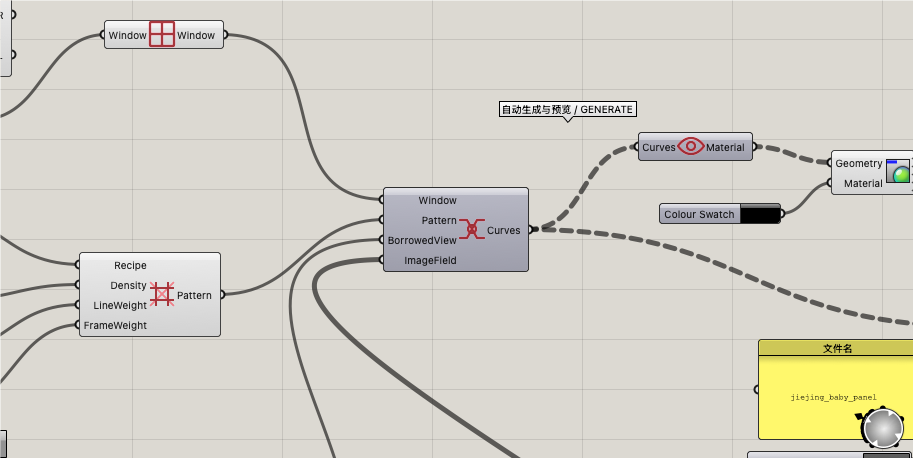 Window Window
自动生成与预览 / GENERATE
Curves Material
Geometry
Material
Colour Swatch
Window
Pattern
BorrowedView
ImageField
Curves
Recipe
Density
LineWeight
FrameWeight
Pattern
文件名
jiejing_baby_panel